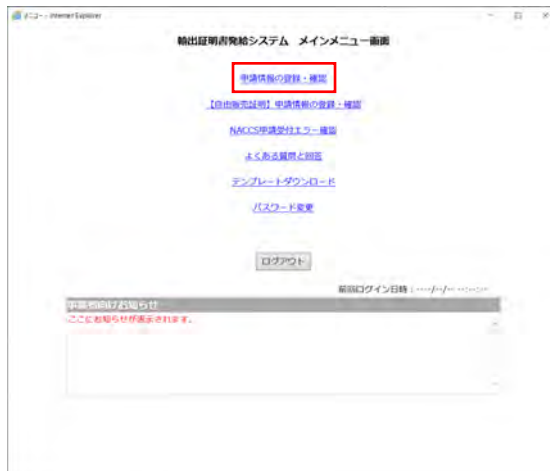 メニュー - Internet Explorer
輸出証明書発給システム メインメニュー画面
申請情報の登録・確認
【自由販売証明】申請情報の登録・確認
NACCS申請受付エラー確認
よくある質問と回答
テンプレートダウンロード
パスワード変更
ログアウト
前回ログイン日時：----/--/-- --:--:--
事業者向けお知らせ
ここにお知らせが表示されます。